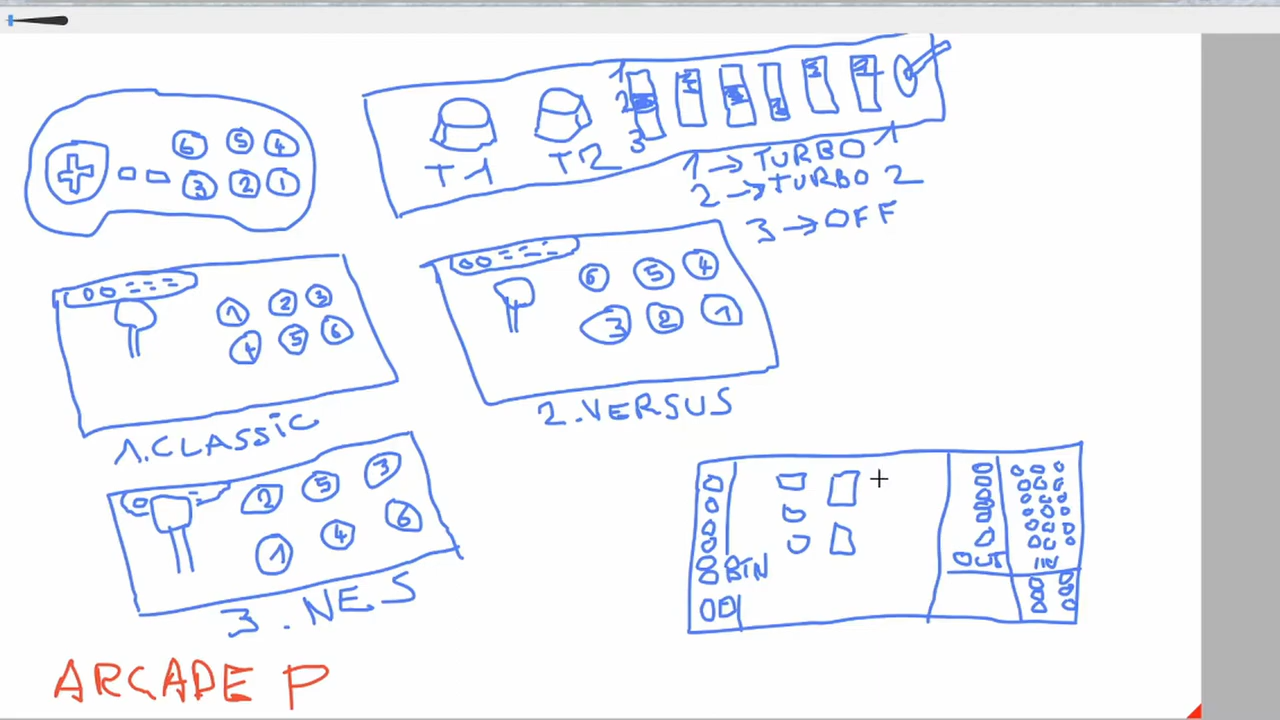 6 5 4
3 2 1
T1 T2
1
2
3
1 → TURBO 1
2 → TURBO 2
3 → OFF
1 2 3
4 5 6
1.CLASSIC
6 5 4
3 2 1
2.VERSUS
2 5 3
1 4 6
3.NES
BTN
OUT IN
ARCADE P